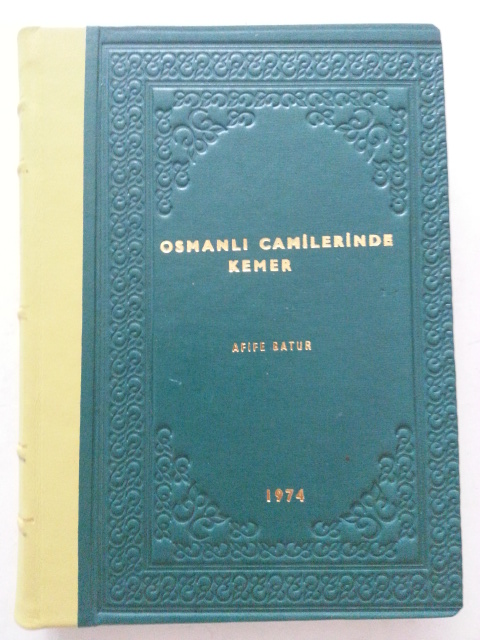 OSMANLI CAMİLERİNDE
KEMER
AFİFE BATUR
1974